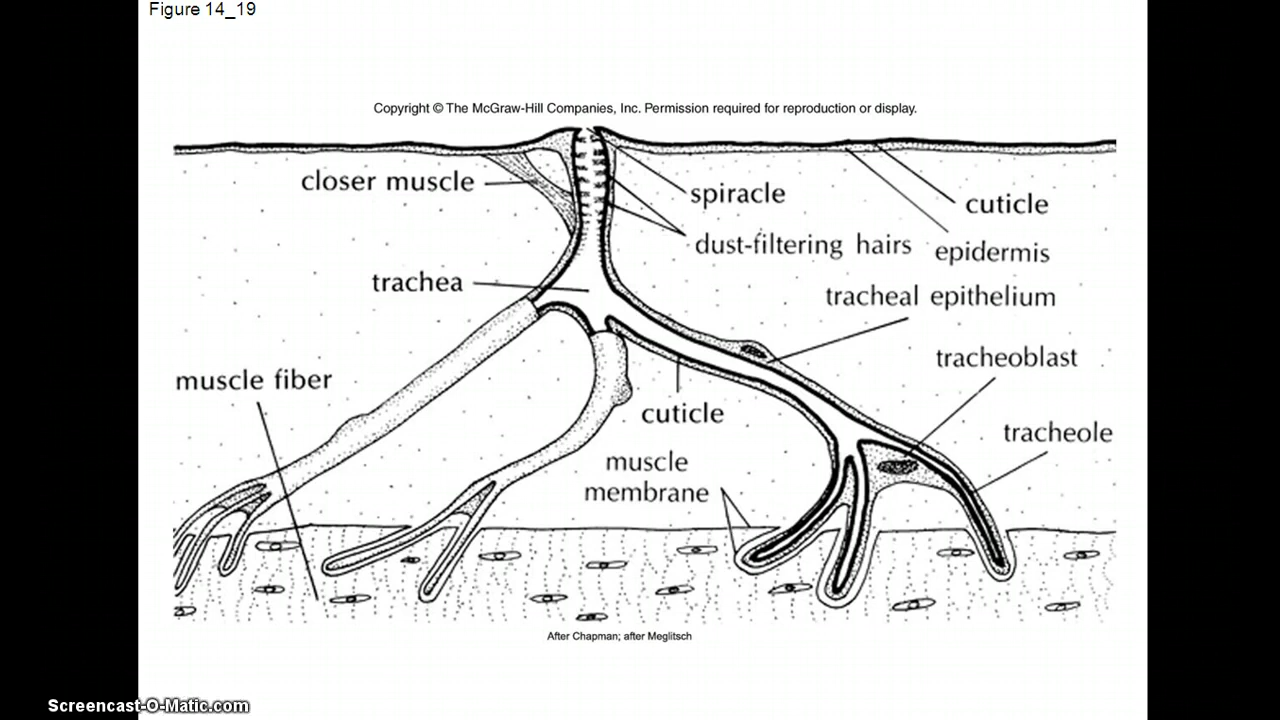 Figure 14_19
Copyright © The McGraw-Hill Companies, Inc. Permission required for reproduction or display.
closer muscle
spiracle
cuticle
dust-filtering hairs
epidermis
trachea
tracheal epithelium
tracheoblast
muscle fiber
cuticle
tracheole
muscle
membrane
After Chapman; after Meglitsch
Screencast-O-Matic.com